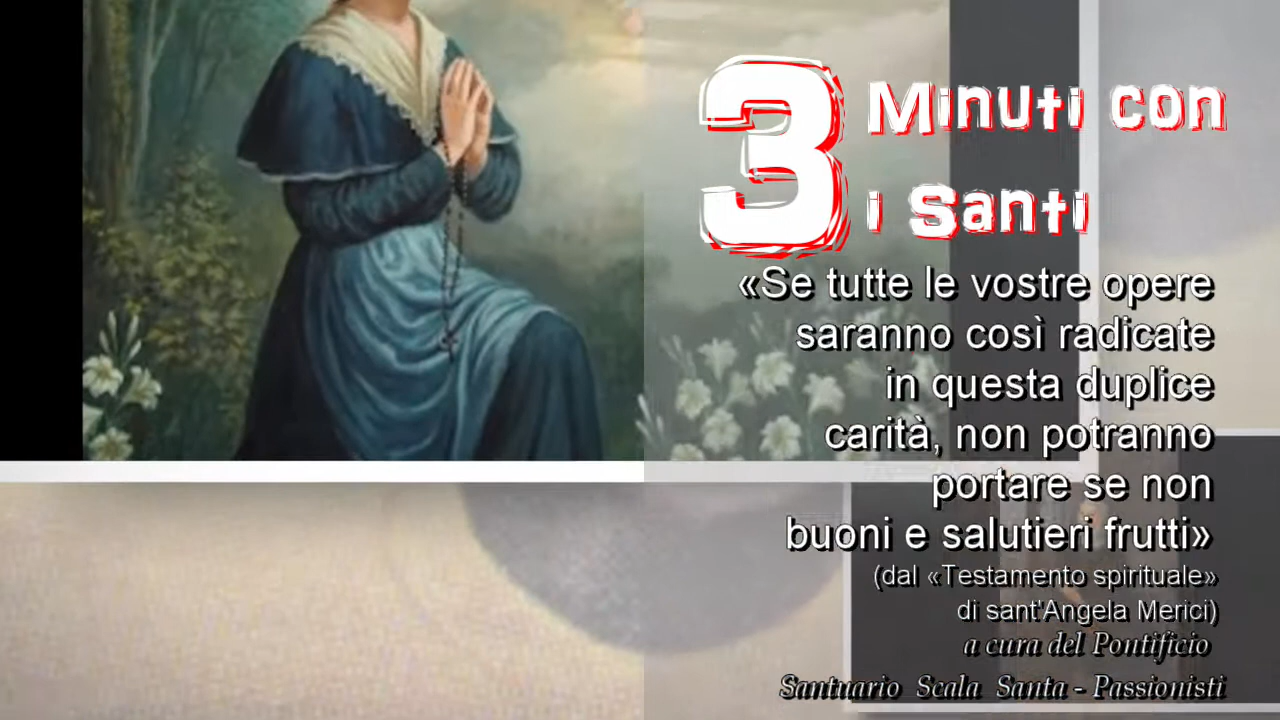 3 Minuti con
i Santi
«Se tutte le vostre opere
saranno così radicate
in questa duplice
carità, non potranno
portare se non
buoni e salutieri frutti»
(dal «Testamento spirituale»
di sant'Angela Merici)
a cura del Pontificio
Santuario Scala Santa - Passionisti